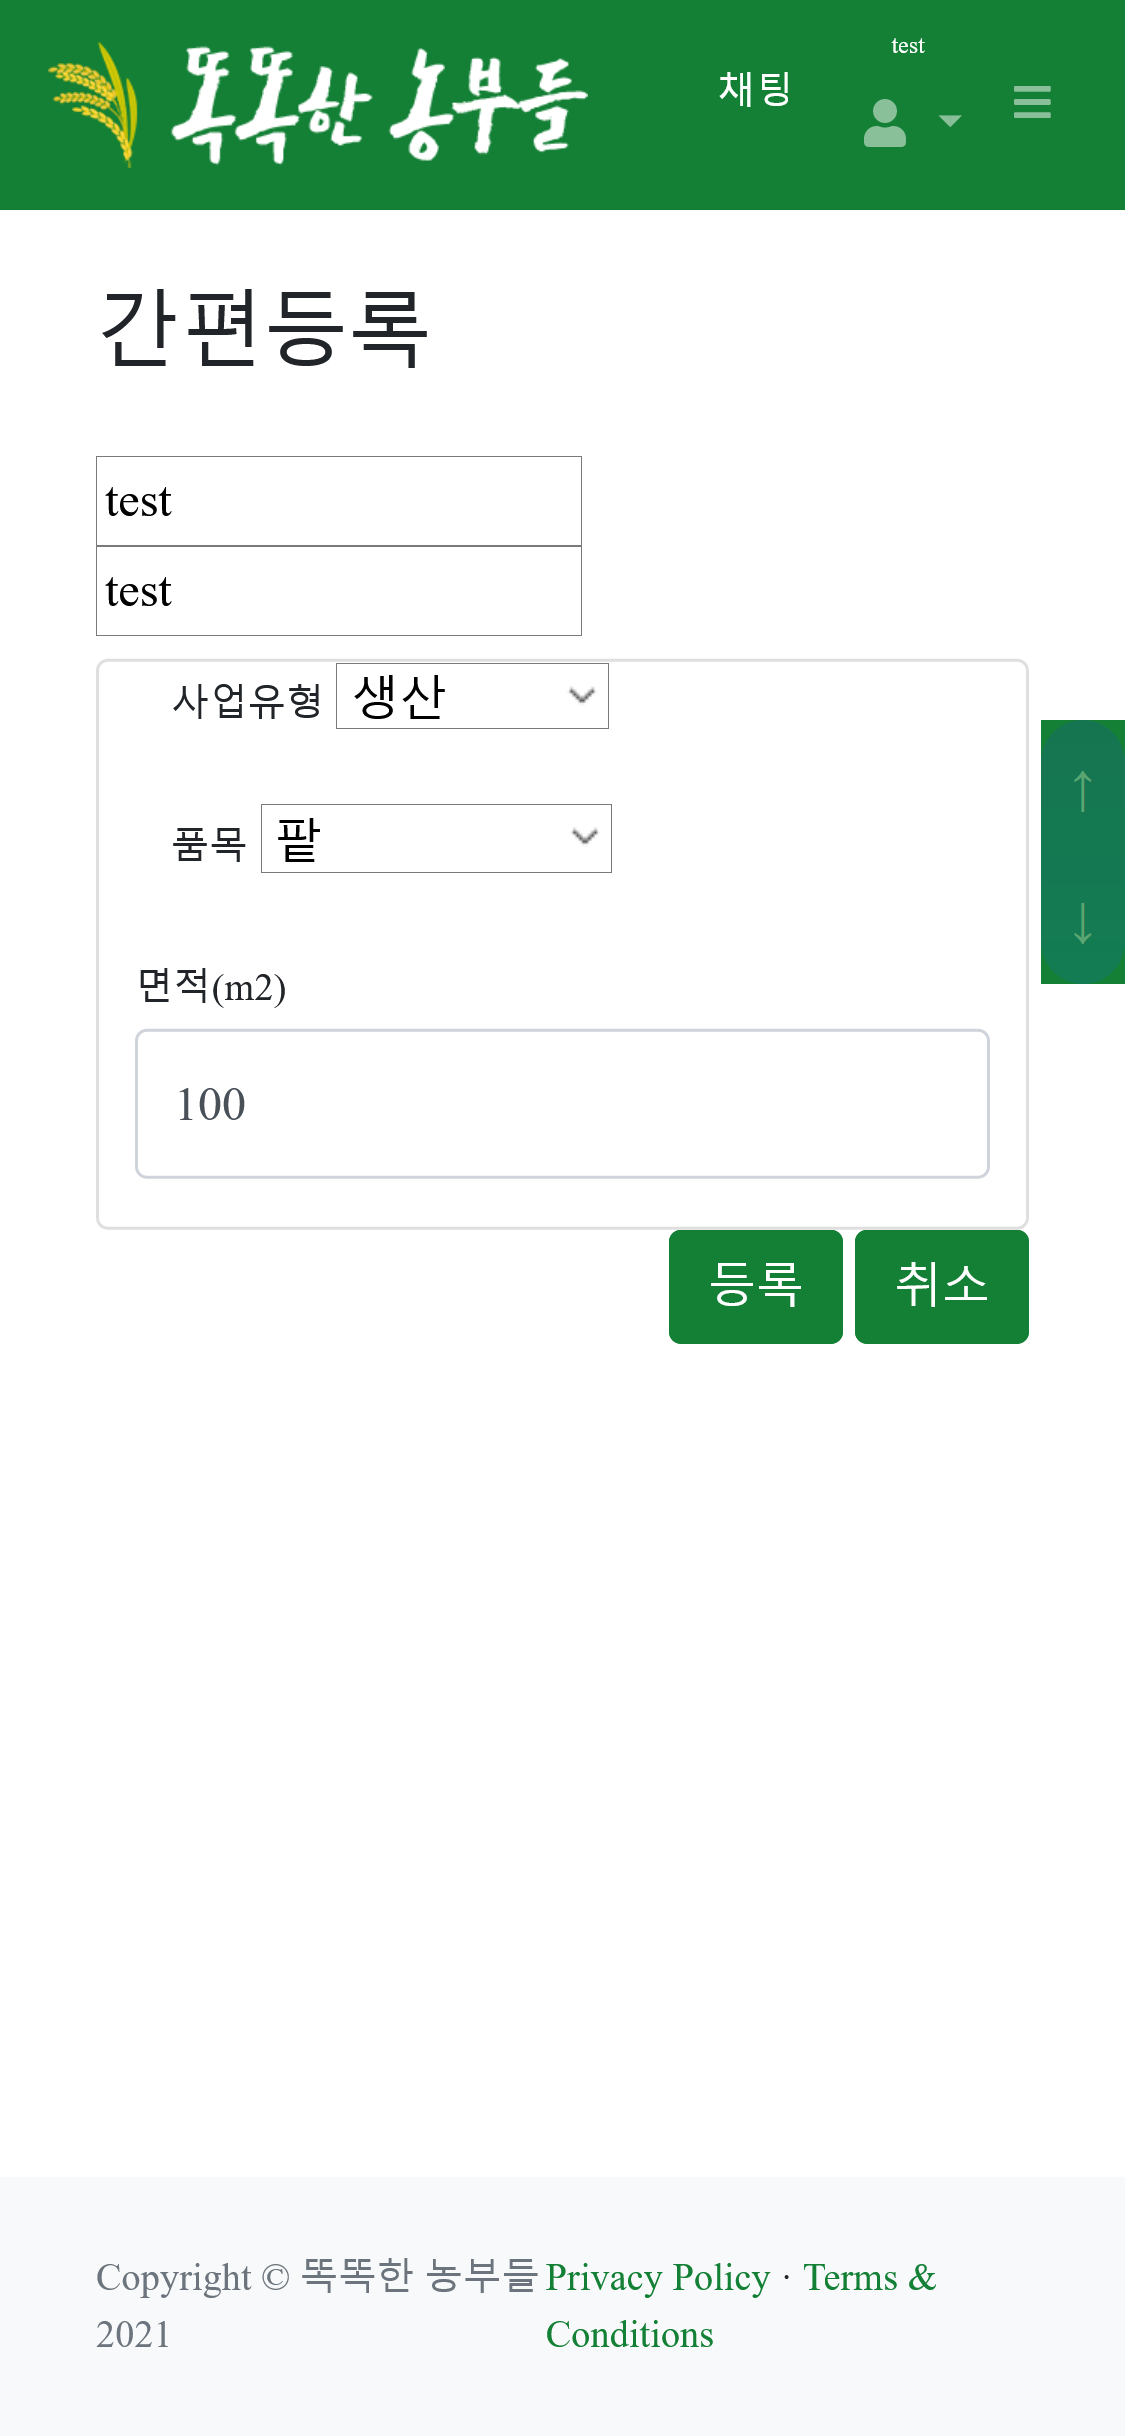 똑똑한 농부들
채팅
test
간편등록
test
test
사업유형 생산
품목 팥
↑
↓
면적(m2)
100
등록 취소
Copyright © 똑똑한 농부들 2021
Privacy Policy · Terms & Conditions